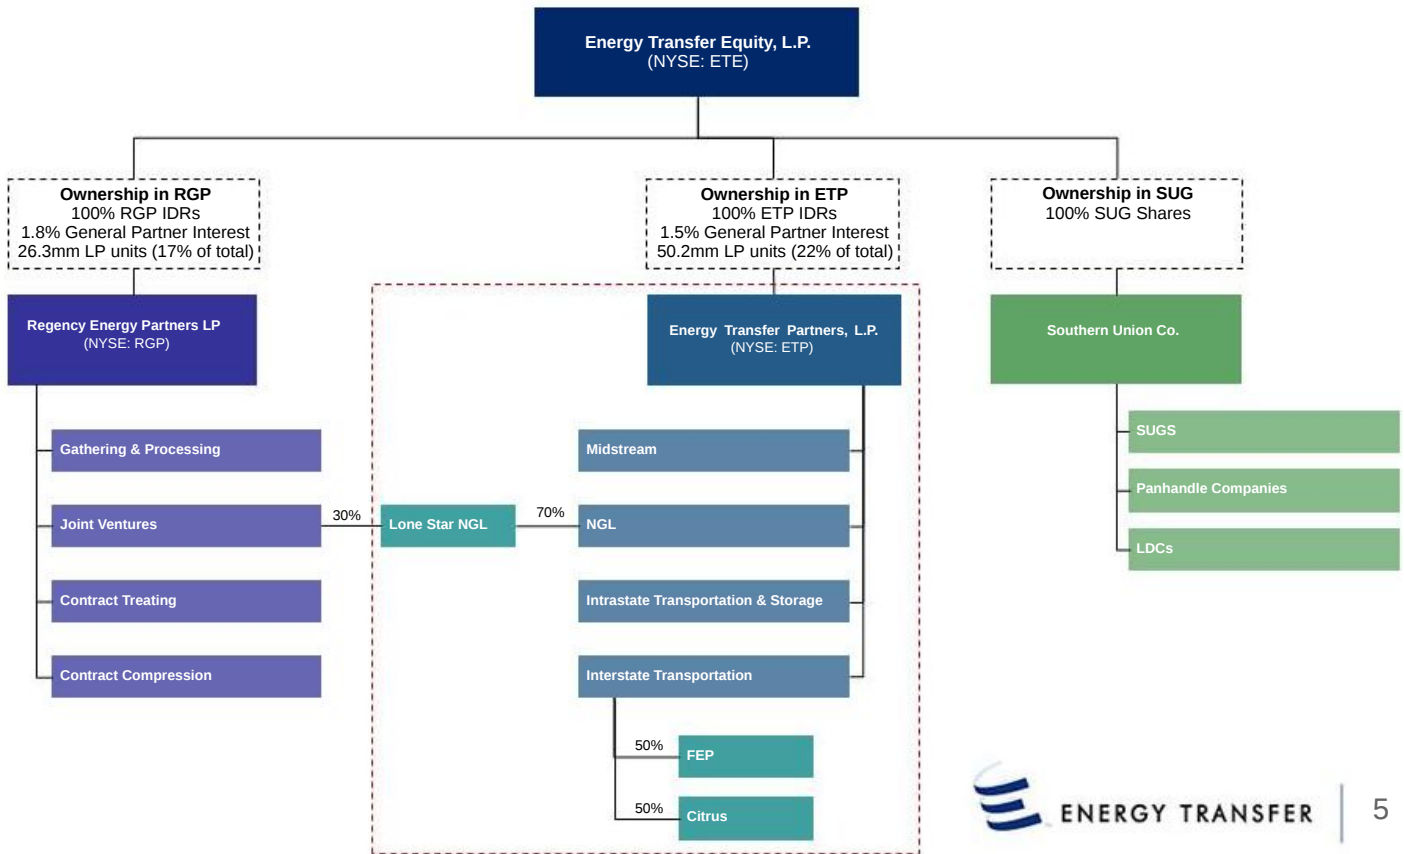 Energy Transfer Equity, L.P.
(NYSE: ETE)
Ownership in RGP
100% RGP IDRs
1.8% General Partner Interest
26.3mm LP units (17% of total)
Ownership in ETP
100% ETP IDRs
1.5% General Partner Interest
50.2mm LP units (22% of total)
Ownership in SUG
100% SUG Shares
Regency Energy Partners LP
(NYSE: RGP)
Energy Transfer Partners, L.P.
(NYSE: ETP)
Southern Union Co.
Gathering & Processing
Joint Ventures
Contract Treating
Contract Compression
30%
Lone Star NGL
70%
Midstream
NGL
Intrastate Transportation & Storage
Interstate Transportation
50%
FEP
50%
Citrus
SUGS
Panhandle Companies
LDCs
ENERGY TRANSFER
5